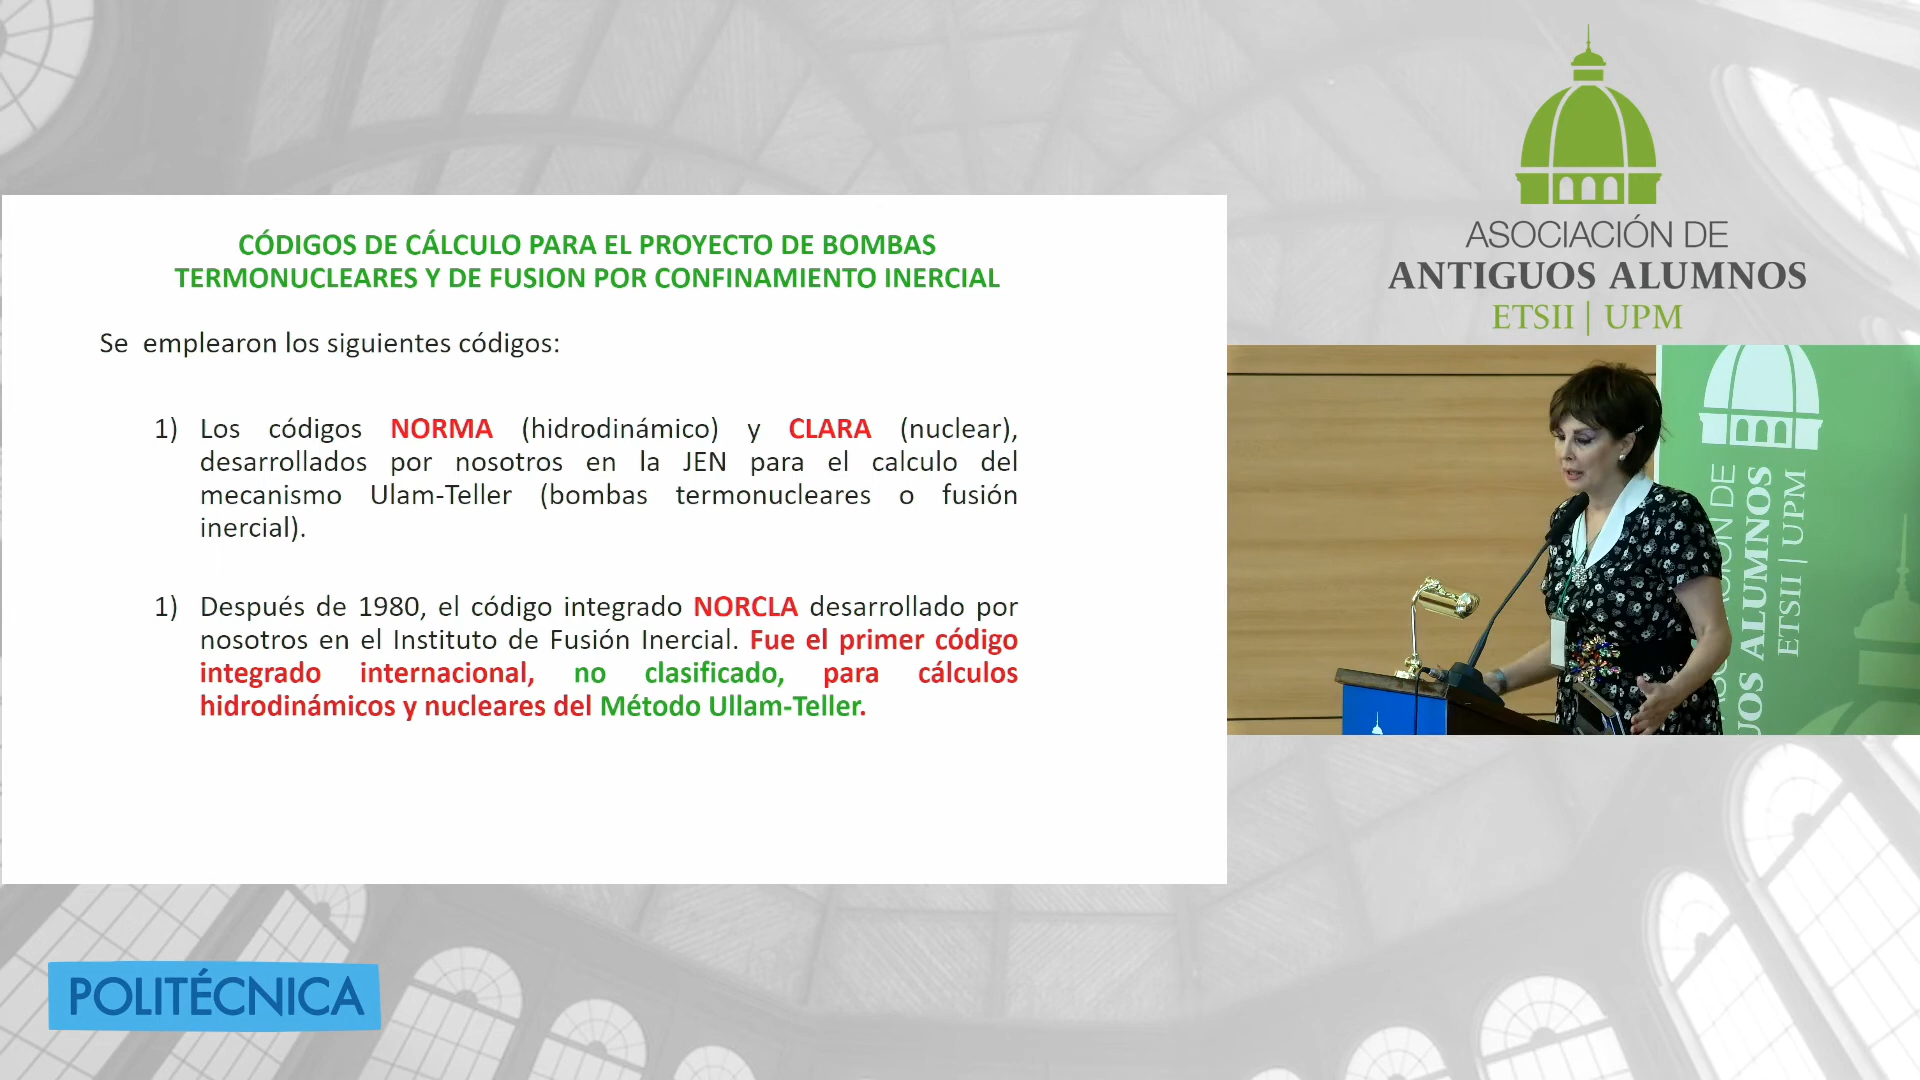 CÓDIGOS DE CÁLCULO PARA EL PROYECTO DE BOMBAS
TERMONUCLEARES Y DE FUSION POR CONFINAMIENTO INERCIAL
Se emplearon los siguientes códigos:
1) Los códigos NORMA (hidrodinámico) y CLARA (nuclear),
desarrollados por nosotros en la JEN para el calculo del
mecanismo Ulam-Teller (bombas termonucleares o fusión
inercial).
1) Después de 1980, el código integrado NORCLA desarrollado por
nosotros en el Instituto de Fusión Inercial. Fue el primer código
integrado internacional, no clasificado, para cálculos
hidrodinámicos y nucleares del Método Ullam-Teller.
ASOCIACIÓN DE
ANTIGUOS ALUMNOS
ETSII | UPM
ALUMNOS
ETSII | UPM
POLITÉCNICA